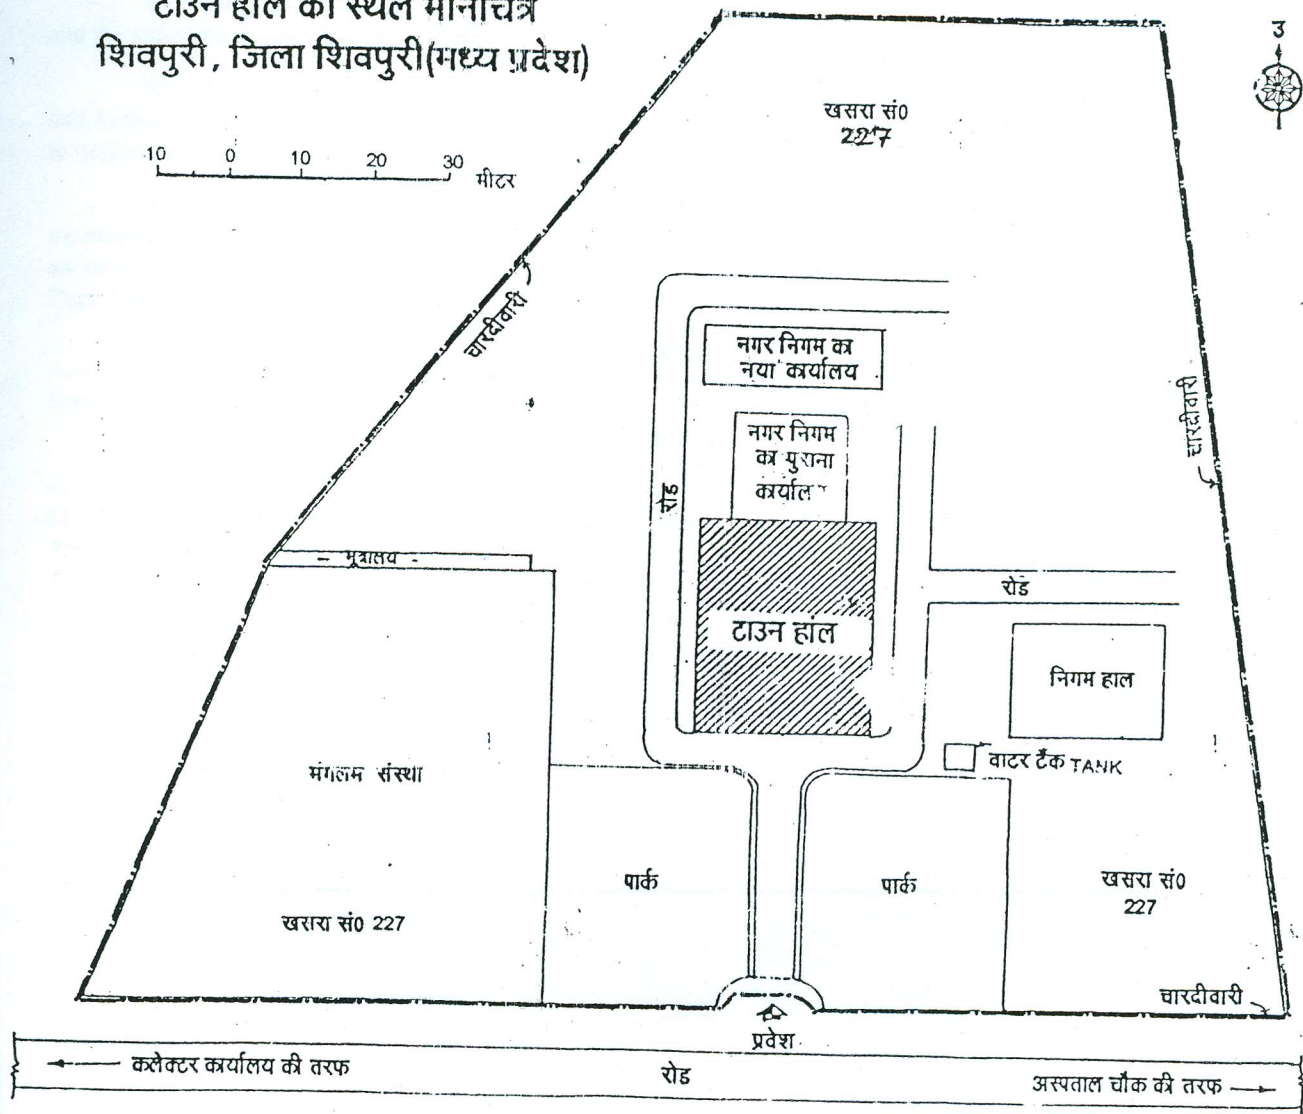 टाउन हाल का स्थल मानचित्र
शिवपुरी, जिला शिवपुरी(मध्य प्रदेश)
उ
10 0 10 20 30 मीटर
खसरा सं0
227
चारदीवारी
चारदीवारी
नगर निगम का
नया कार्यालय
नगर निगम
का पुराना
कार्यालय
रोड
मूत्रालय
रोड
टाउन हांल
निगम हाल
वाटर टैंक TANK
मंगलम संस्था
पार्क
पार्क
खसरा सं0
227
खसरा सं0 227
चारदीवारी
प्रवेश
कलेक्टर कार्यालय की तरफ
रोड
अस्पताल चौक की तरफ